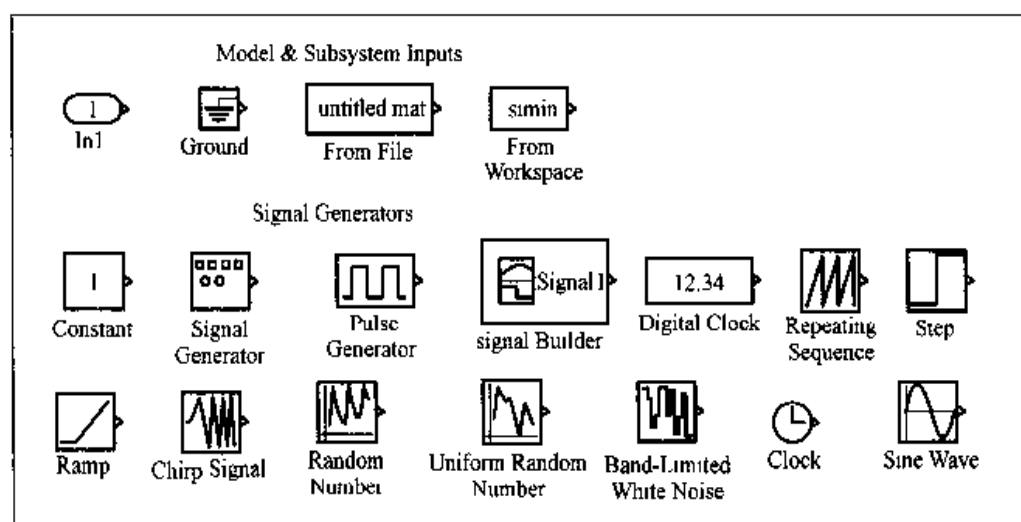 Model & Subsystem Inputs
1
untitled mat
simin
In1
Ground
From File
From
Workspace
Signal Generators
1
Signal1
12.34
Constant
Signal
Generator
Pulse
Generator
signal Builder
Digital Clock
Repeating
Sequence
Step
Ramp
Chirp Signal
Random
Number
Uniform Random
Number
Band-Limited
White Noise
Clock
Sine Wave